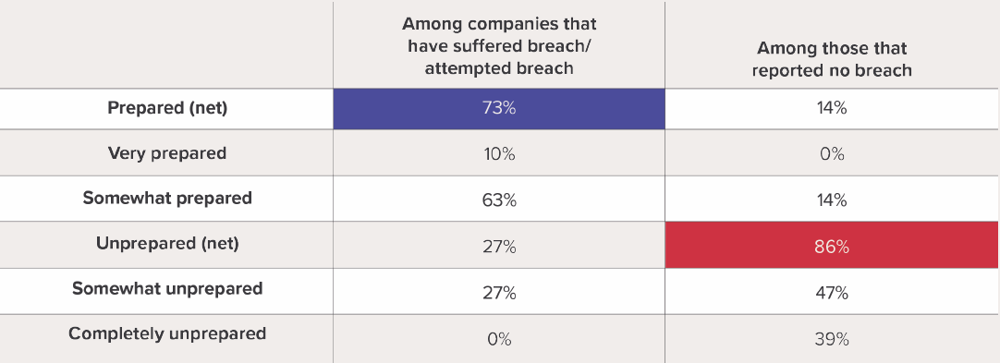 Among companies that
have suffered breach/
attempted breach
Among those that
reported no breach
Prepared (net) 73% 14%
Very prepared 10% 0%
Somewhat prepared 63% 14%
Unprepared (net) 27% 86%
Somewhat unprepared 27% 47%
Completely unprepared 0% 39%